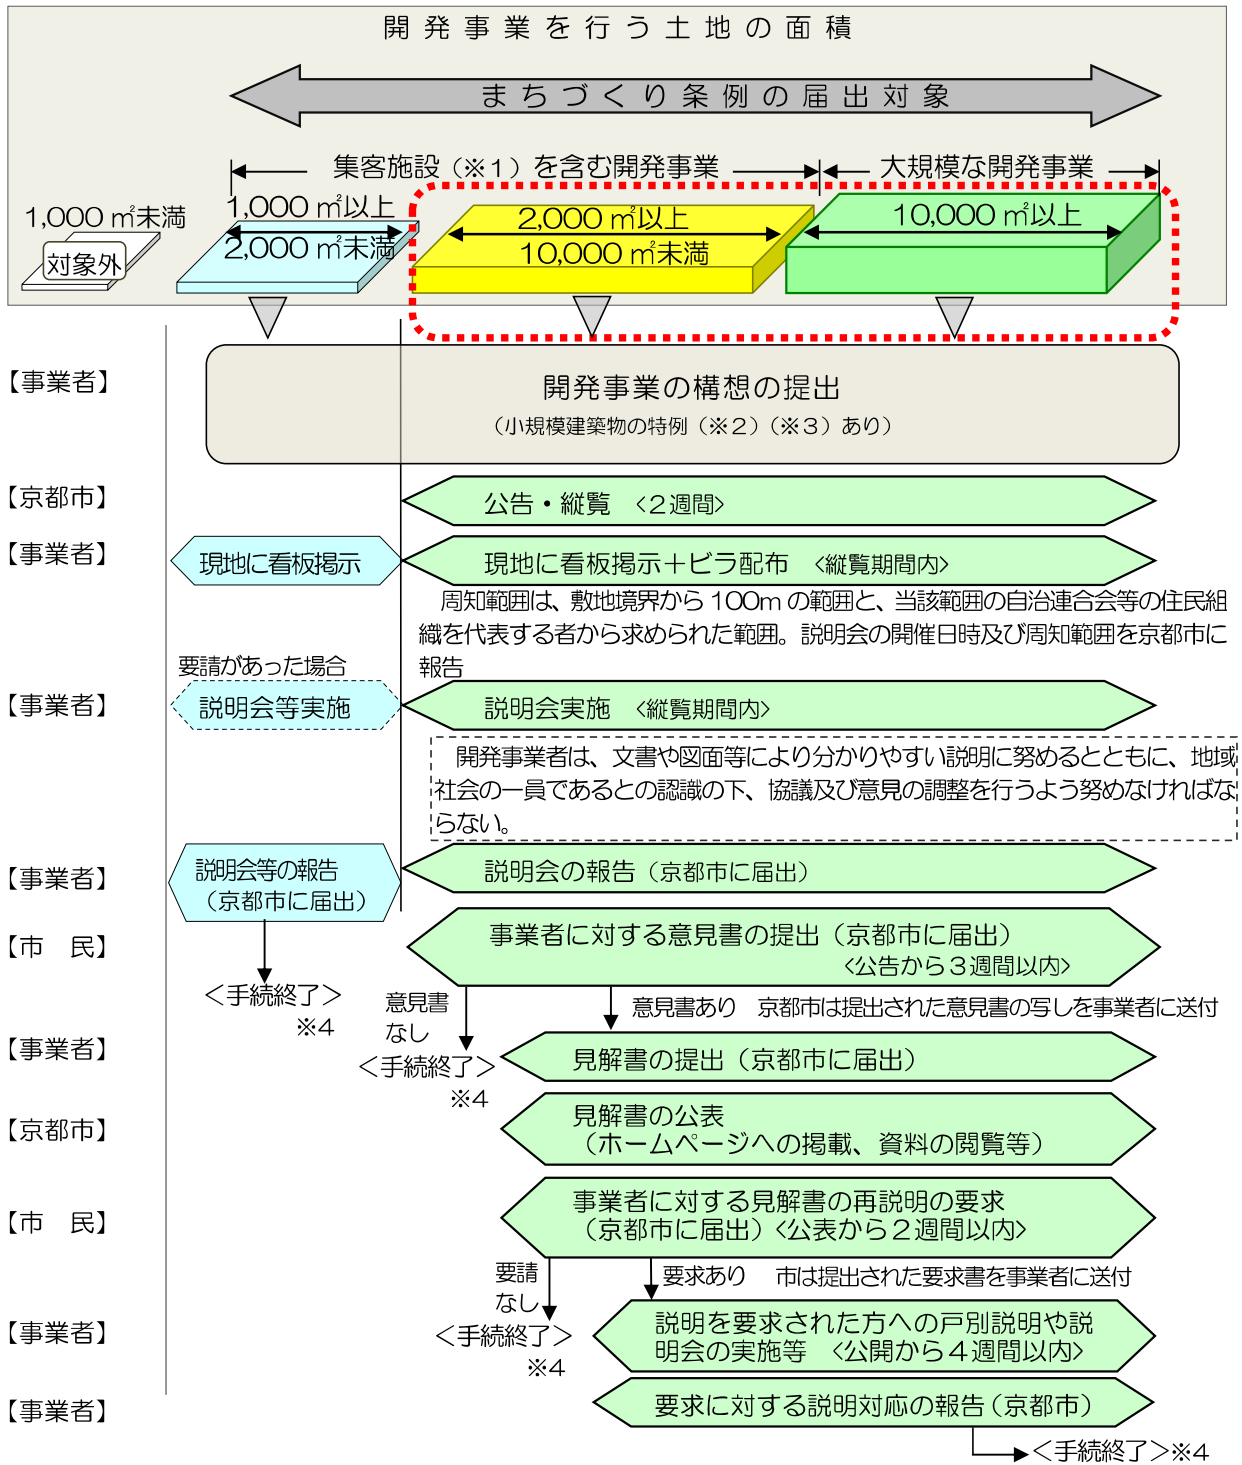 開発事業を行う土地の面積
まちづくり条例の届出対象
集客施設（※１）を含む開発事業
大規模な開発事業
1,000 ㎡未満
対象外
1,000 ㎡以上
2,000 ㎡未満
2,000 ㎡以上
10,000 ㎡未満
10,000 ㎡以上
【事業者】
開発事業の構想の提出
（小規模建築物の特例（※２）（※３）あり）
【京都市】
公告・縦覧　<２週間>
【事業者】
現地に看板掲示
現地に看板掲示＋ビラ配布　<縦覧期間内>
周知範囲は、敷地境界から 100ｍ の範囲と、当該範囲の自治連合会等の住民組
織を代表する者から求められた範囲。説明会の開催日時及び周知範囲を京都市に
報告
要請があった場合
【事業者】
説明会等実施
説明会実施　<縦覧期間内>
開発事業者は、文書や図面等により分かりやすい説明に努めるとともに、地域
社会の一員であるとの認識の下、協議及び意見の調整を行うよう努めなければな
らない。
【事業者】
説明会等の報告
（京都市に届出）
説明会の報告（京都市に届出）
【市　民】
事業者に対する意見書の提出（京都市に届出）
<公告から３週間以内>
＜手続終了＞
※４
意見書
なし
意見書あり　京都市は提出された意見書の写しを事業者に送付
＜手続終了＞
※４
【事業者】
見解書の提出（京都市に届出）
【京都市】
見解書の公表
（ホームページへの掲載、資料の閲覧等）
【市　民】
事業者に対する見解書の再説明の要求
（京都市に届出）<公表から２週間以内>
要請
なし
要求あり　市は提出された要求書を事業者に送付
＜手続終了＞
※４
【事業者】
説明を要求された方への戸別説明や説
明会の実施等　<公開から４週間以内>
【事業者】
要求に対する説明対応の報告（京都市）
＜手続終了＞※４